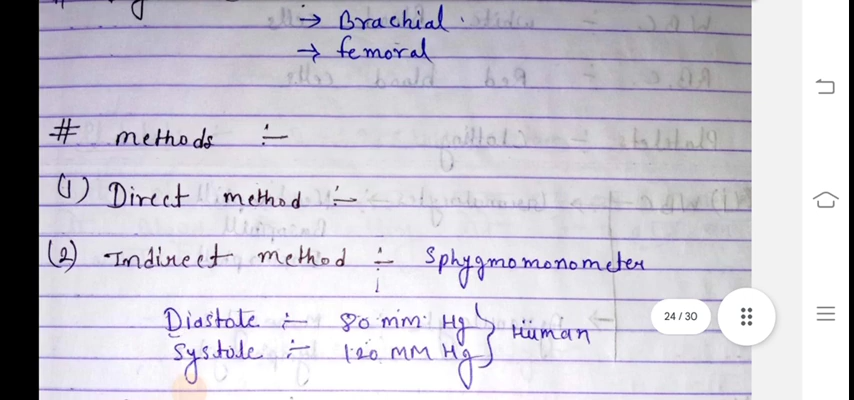 → Brachial.
→ femoral
# methods :-
(1) Direct method :-
(2) Indirect method :- Sphygmomonometer
Diastole :- 80 mm Hg } Human
Systole :- 120 MM Hg
24 / 30